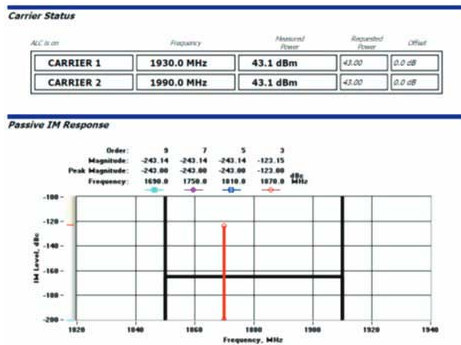 Carrier Status
ALC is on Frequency Measured Power Requested Power Offset
CARRIER 1 1930.0 MHz 43.1 dBm 43.00 0.0 dB
CARRIER 2 1990.0 MHz 43.1 dBm 43.00 0.0 dB
Passive IM Response
Order: 9 7 5 3
Magnitude: -243.14 -243.14 -243.14 -123.15
Peak Magnitude: -243.00 -243.00 -243.00 -123.00 dBc
Frequency: 1690.0 1750.0 1810.0 1870.0 MHz
-100
-120
-140
-160
-180
-200
IM Level, dBc
1820 1840 1860 1880 1900 1920 1940
Frequency, MHz